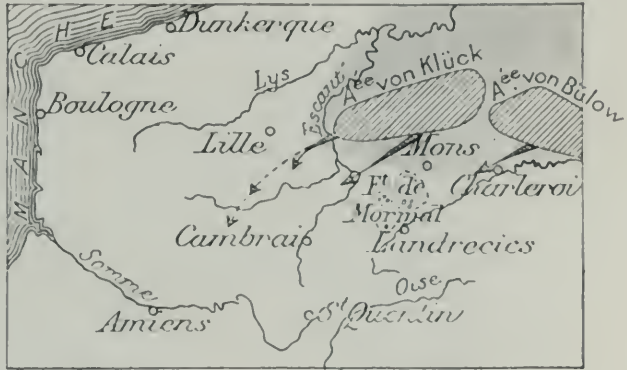 MANCHE
Dunkerque
Calais
Boulogne
Lys
Escaut
Aée von Klück
Aée von Bülow
Lille
Mons
Charleroi
Ft de
Mormal
Cambrai
Landrecies
Somme
Oise
Amiens
St Quentin